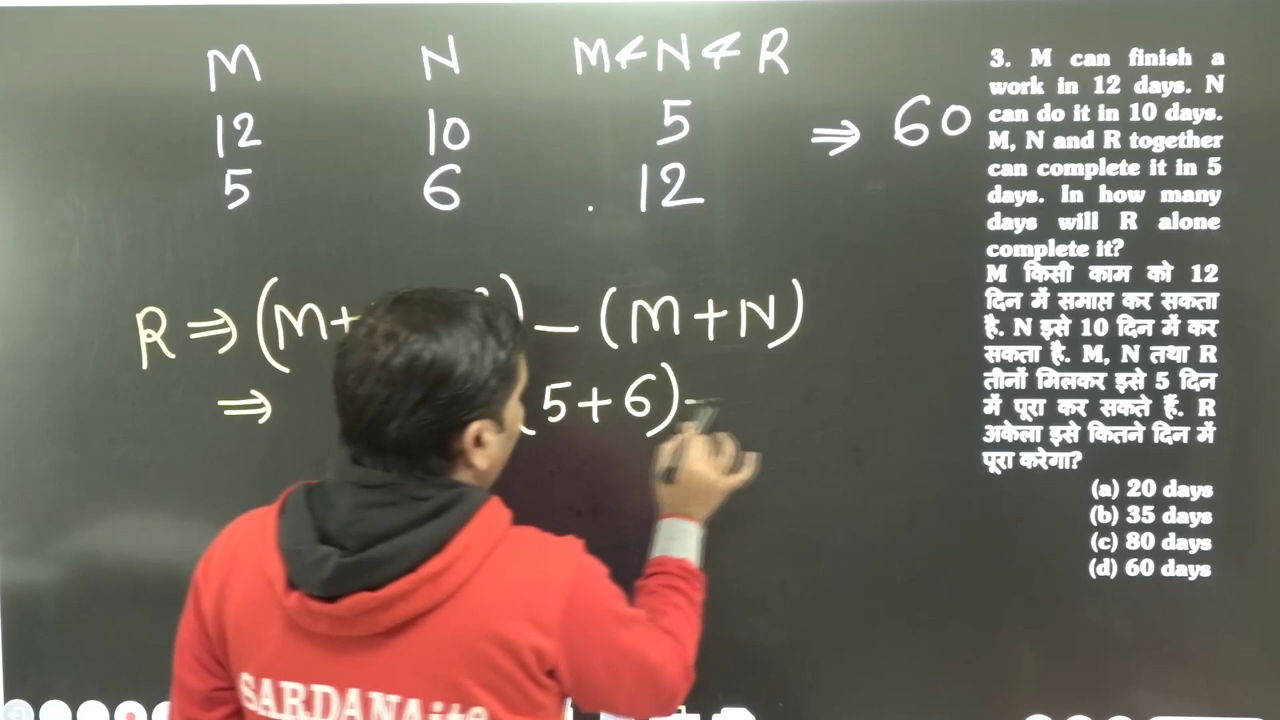 M N M & N & R
12 10 5 ⇒ 60
5 6 12
R ⇒ (M+ ) − (M+N)
⇒ (5+6) −
3. M can finish a
work in 12 days. N
can do it in 10 days.
M, N and R together
can complete it in 5
days. In how many
days will R alone
complete it?
M किसी काम को 12
दिन में समाप्त कर सकता
है. N इसे 10 दिन में कर
सकता है. M, N तथा R
तीनों मिलकर इसे 5 दिन
में पूरा कर सकते हैं. R
अकेला इसे कितने दिन में
पूरा करेगा?
(a) 20 days
(b) 35 days
(c) 80 days
(d) 60 days
SARDANAite